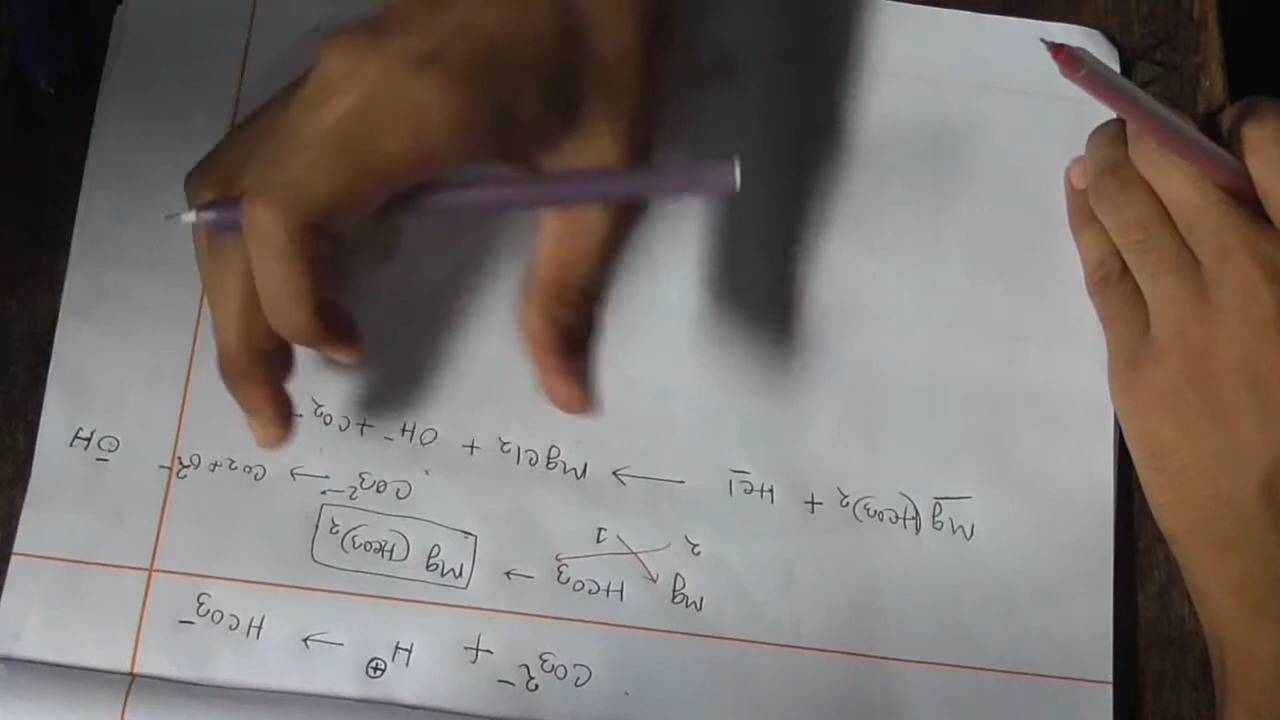 CO3²⁻ + H⊕ → HCO3⁻
Mg HCO3 → Mg(HCO3)2
2 1
CO3²⁻ → CO2 + O²⁻ OH⁻
Mg(HCO3)2 + HCl → MgCl2 + OH⁻ + CO2